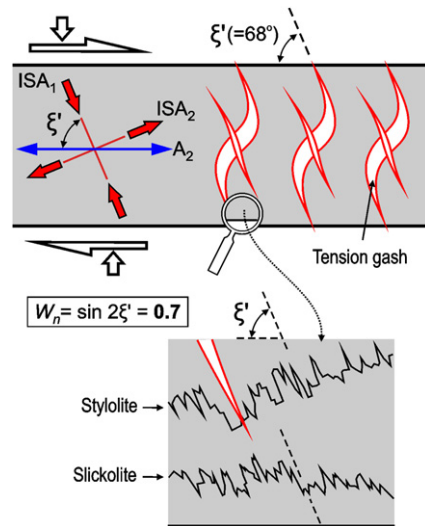 ξ'(=68°)
ISA₁
ξ'
ISA₂
A₂
Tension gash
Wₙ= sin 2ξ' = 0.7
ξ'
Stylolite
Slickolite